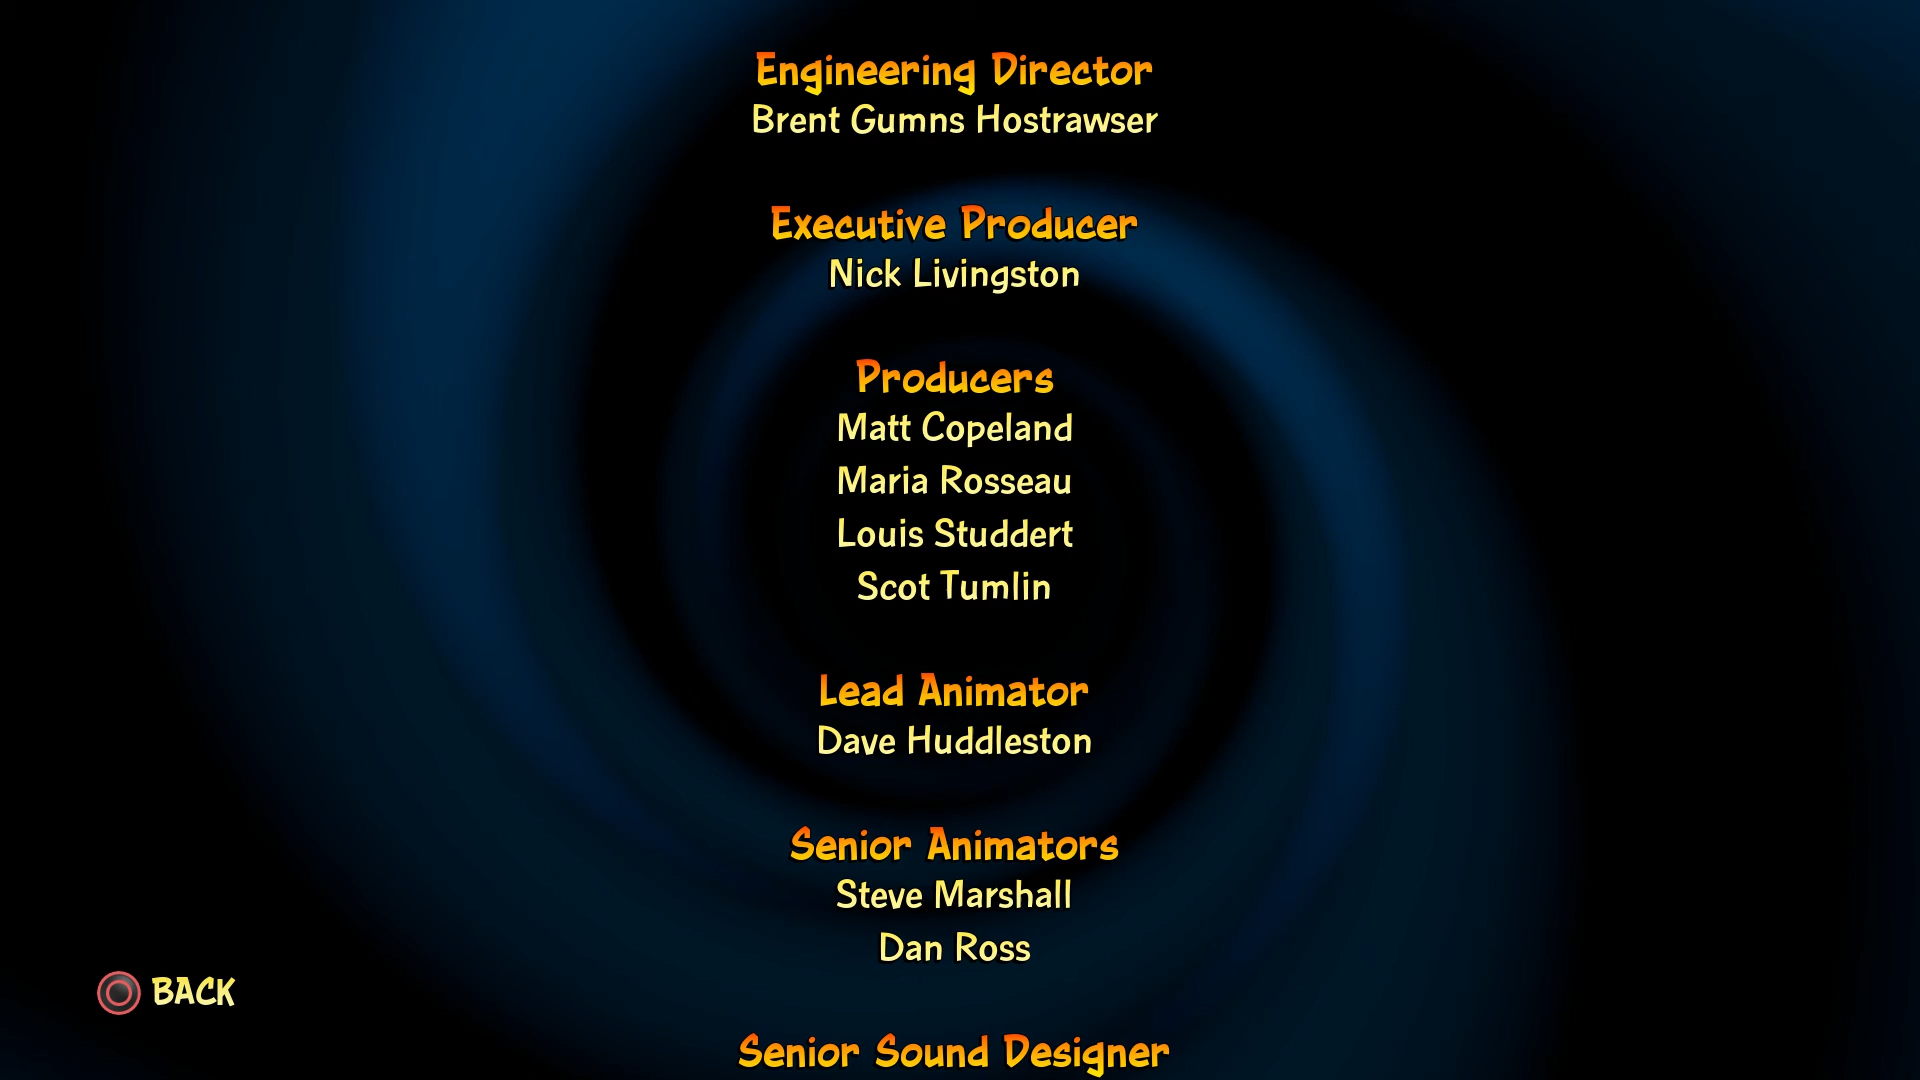 Engineering Director
Brent Gumns Hostrawser
Executive Producer
Nick Livingston
Producers
Matt Copeland
Maria Rosseau
Louis Studdert
Scot Tumlin
Lead Animator
Dave Huddleston
Senior Animators
Steve Marshall
Dan Ross
BACK
Senior Sound Designer